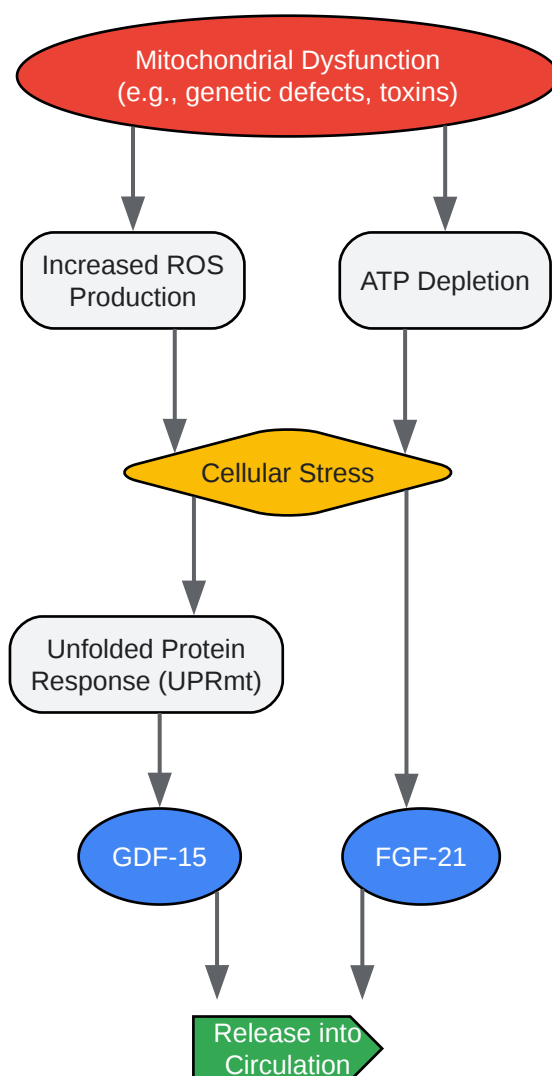 Mitochondrial Dysfunction
(e.g., genetic defects, toxins)
Increased ROS
Production
ATP Depletion
Cellular Stress
Unfolded Protein
Response (UPRmt)
GDF-15
FGF-21
Release into
Circulation